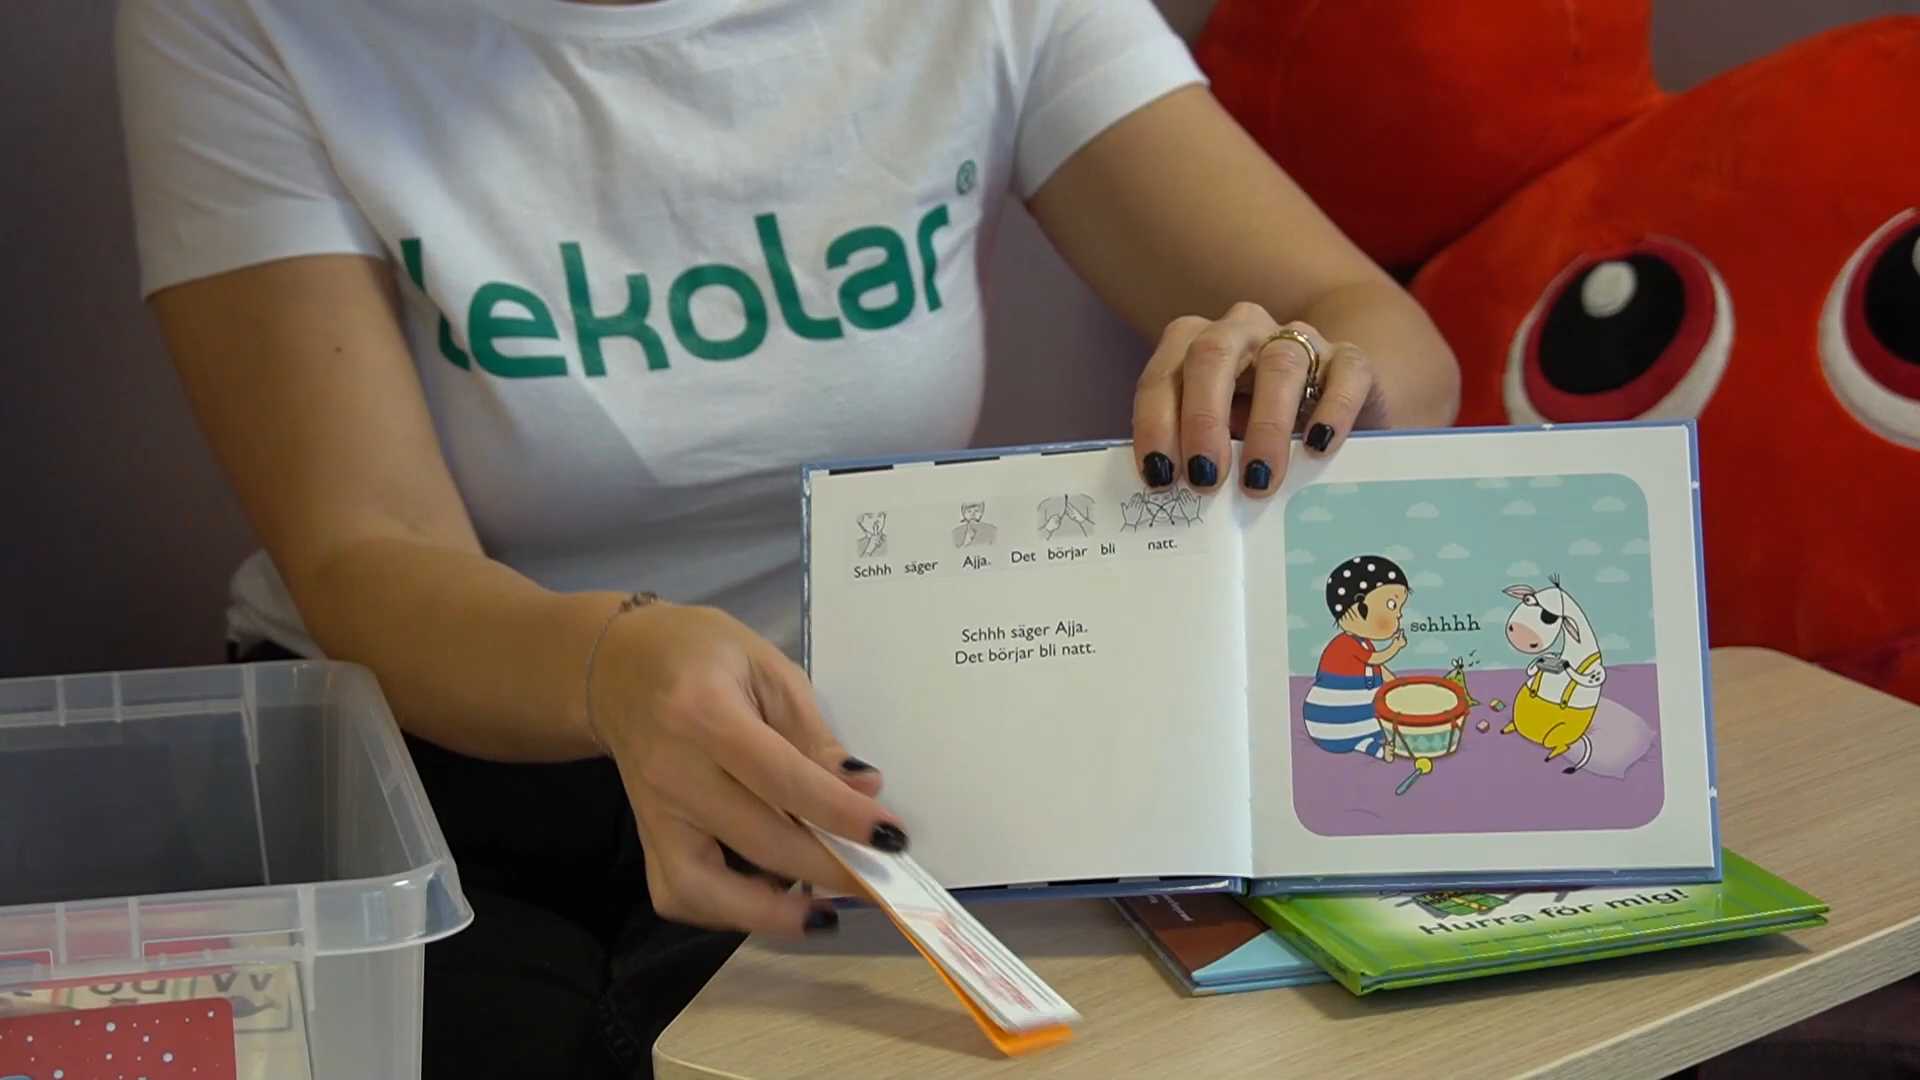 Lekolar®
Schhh säger Ajja. Det börjar bli natt.
Schhh säger Ajja.
Det börjar bli natt.
schhhh
Hurra för mig!